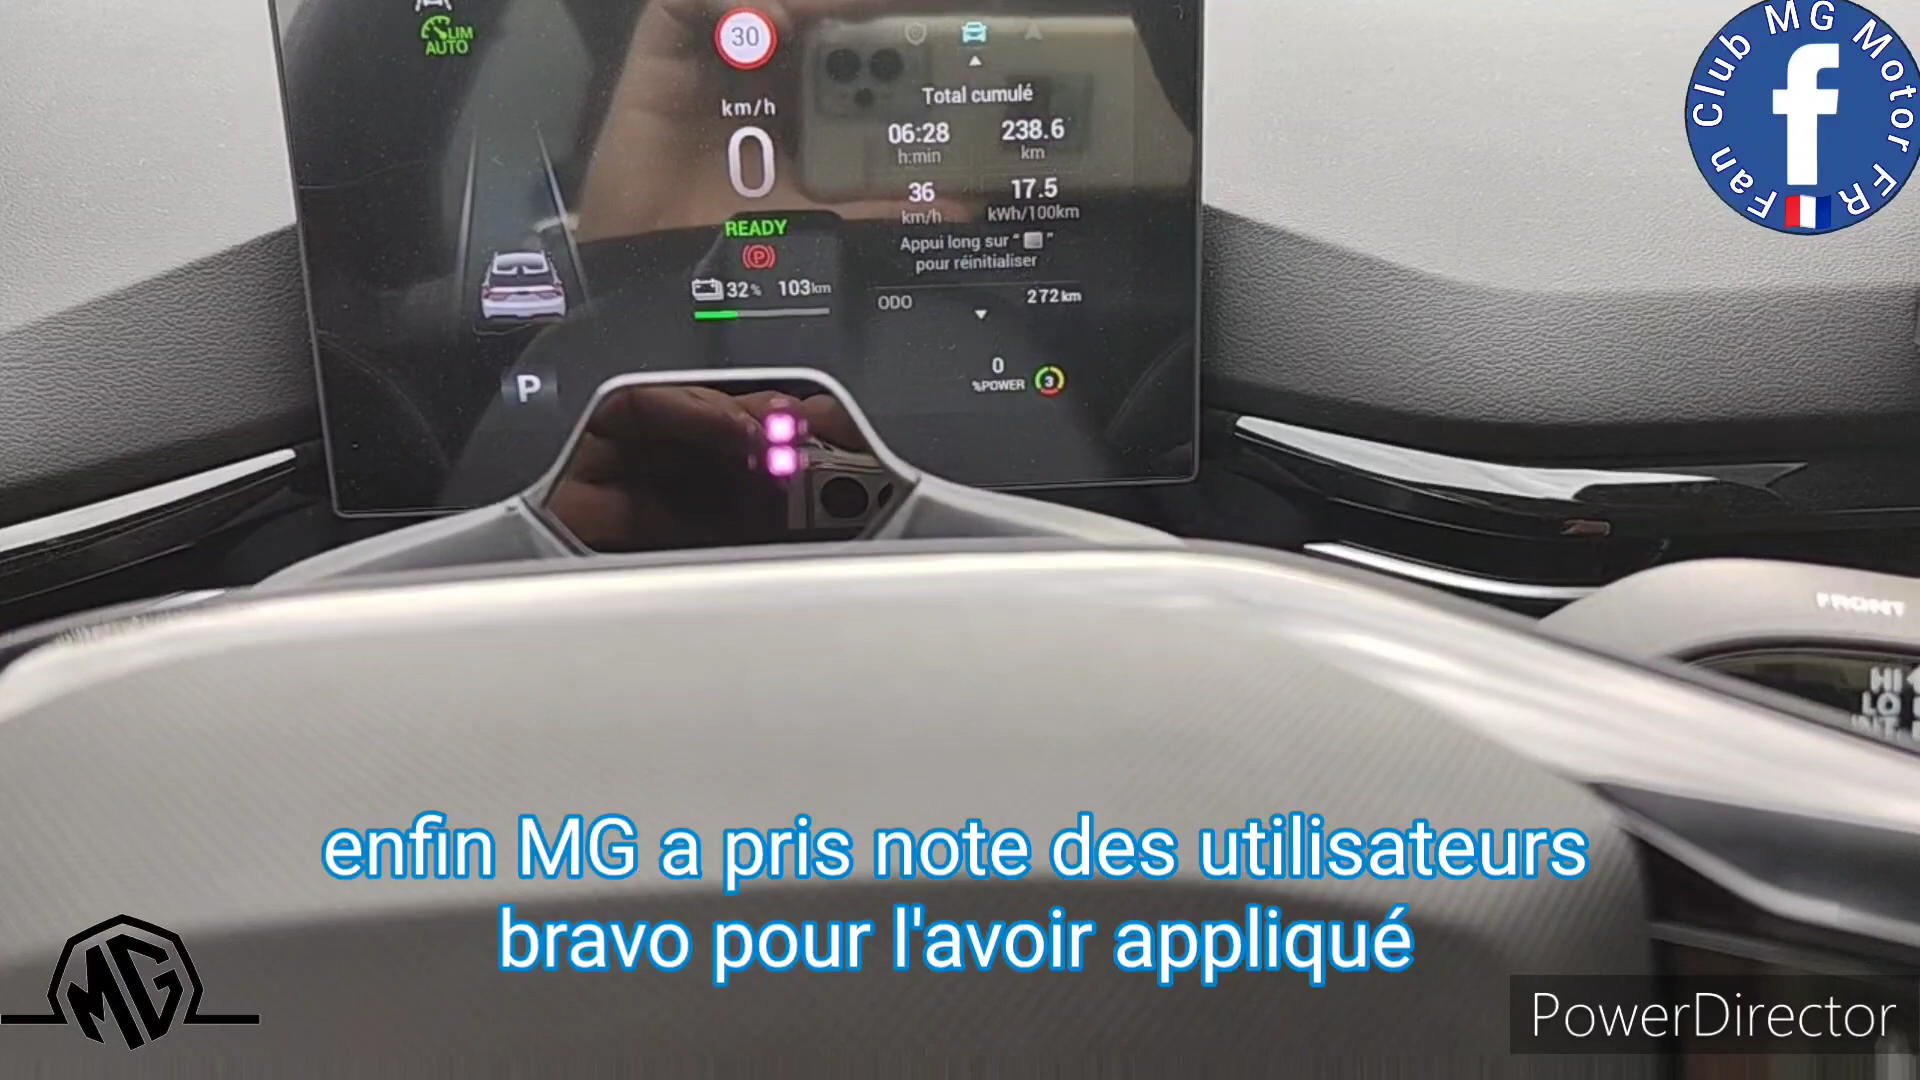 LIM
AUTO
30
km/h
0
READY
P
32% 103km
P
Total cumulé
06:28 238.6
h:min km
36 17.5
km/h kWh/100km
Appui long sur " "
pour réinitialiser
ODO 272 km
0
%POWER 3
Fan Club MG Motor FR
f
FRONT
HI
LO
enfin MG a pris note des utilisateurs
bravo pour l'avoir appliqué
MG
PowerDirector